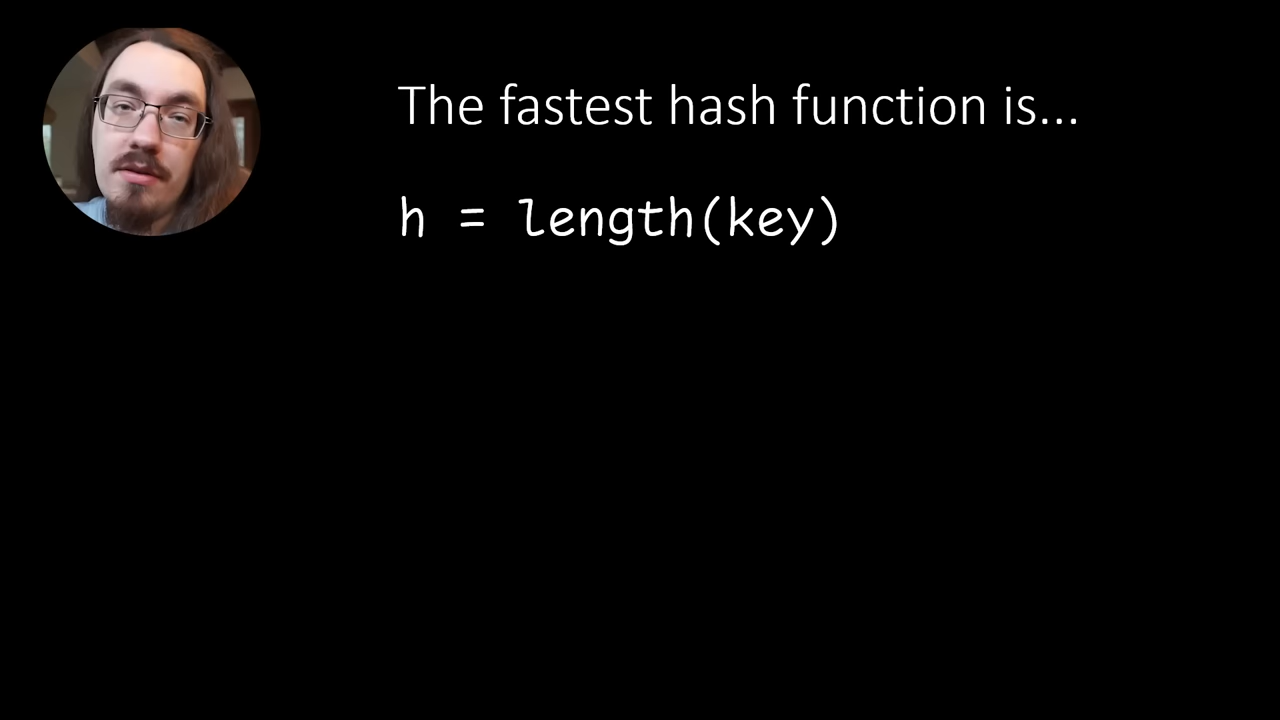 The fastest hash function is...
h = length(key)